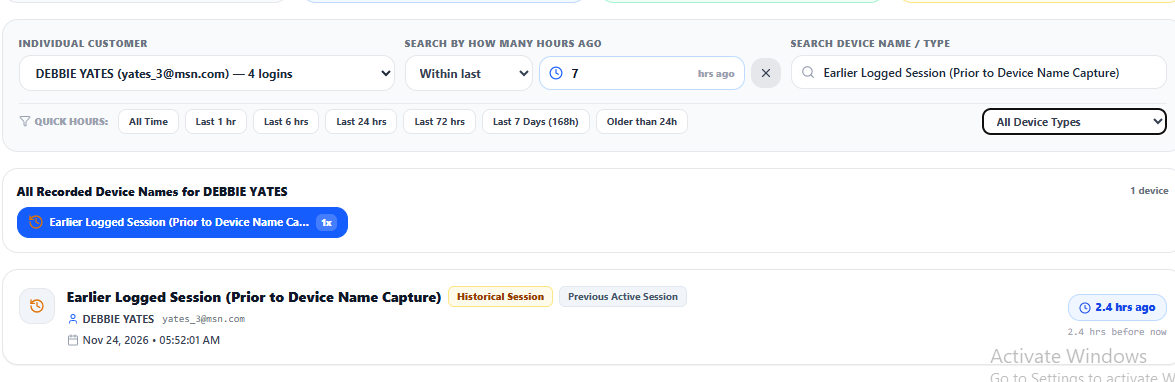 INDIVIDUAL CUSTOMER
SEARCH BY HOW MANY HOURS AGO
SEARCH DEVICE NAME / TYPE
DEBBIE YATES (yates_3@msn.com) — 4 logins
Within last
7
hrs ago
Earlier Logged Session (Prior to Device Name Capture)
QUICK HOURS:
All Time
Last 1 hr
Last 6 hrs
Last 24 hrs
Last 72 hrs
Last 7 Days (168h)
Older than 24h
All Device Types
All Recorded Device Names for DEBBIE YATES
1 device
Earlier Logged Session (Prior to Device Name Ca...
1x
Earlier Logged Session (Prior to Device Name Capture)
Historical Session
Previous Active Session
DEBBIE YATES yates_3@msn.com
2.4 hrs ago
2.4 hrs before now
Nov 24, 2026 • 05:52:01 AM
Activate Windows
Go to Settings to activate W